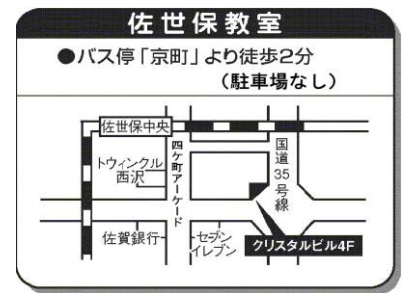 佐世保教室
●バス停「京町」より徒歩2分
(駐車場なし)
佐世保中央
トウィンクル
西沢
四ケ町アーケード
国道35号線
佐賀銀行
セブン
イレブン
クリスタルビル4F